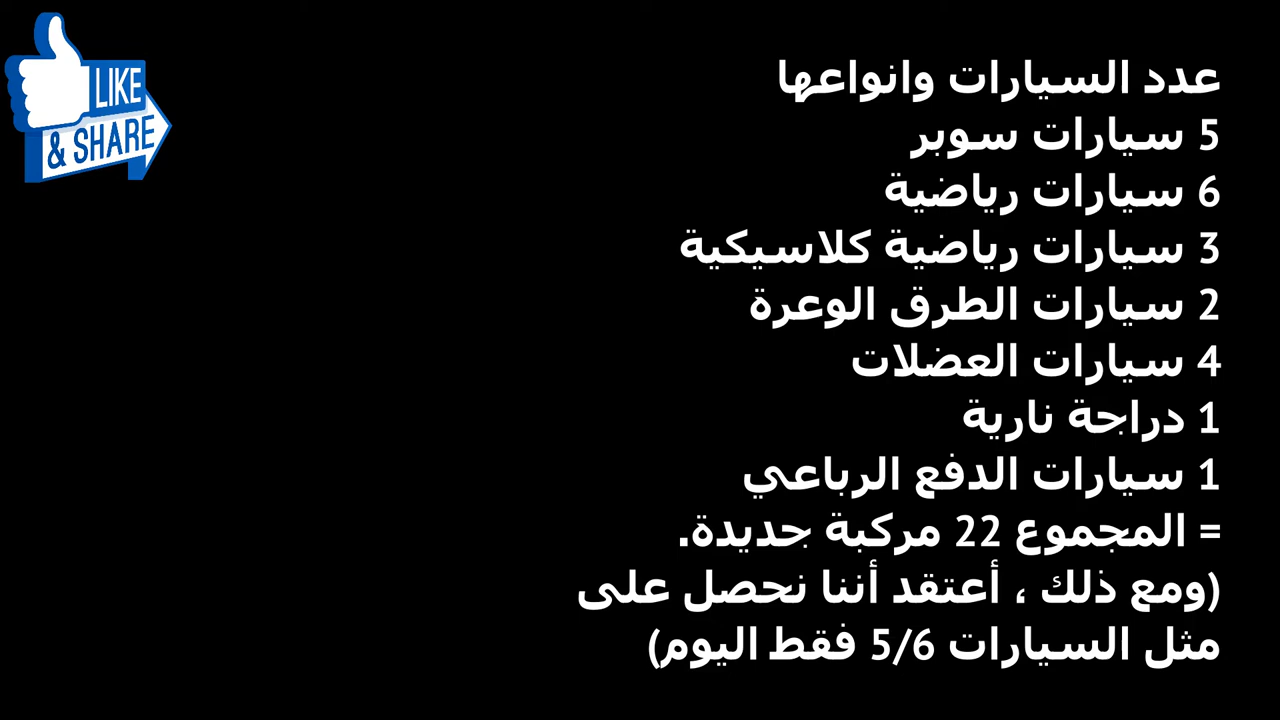 LIKE
& SHARE
عدد السيارات وانواعها
5 سيارات سوبر
6 سيارات رياضية
3 سيارات رياضية كلاسيكية
2 سيارات الطرق الوعرة
4 سيارات العضلات
1 دراجة نارية
1 سيارات الدفع الرباعي
= المجموع 22 مركبة جديدة.
(ومع ذلك ، أعتقد أننا نحصل على
مثل السيارات 5/6 فقط اليوم)